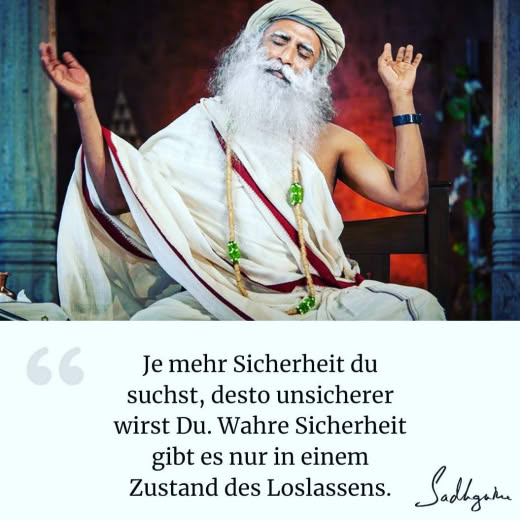 “
Je mehr Sicherheit du
suchst, desto unsicherer
wirst Du. Wahre Sicherheit
gibt es nur in einem
Zustand des Loslassens.
Sadhguru